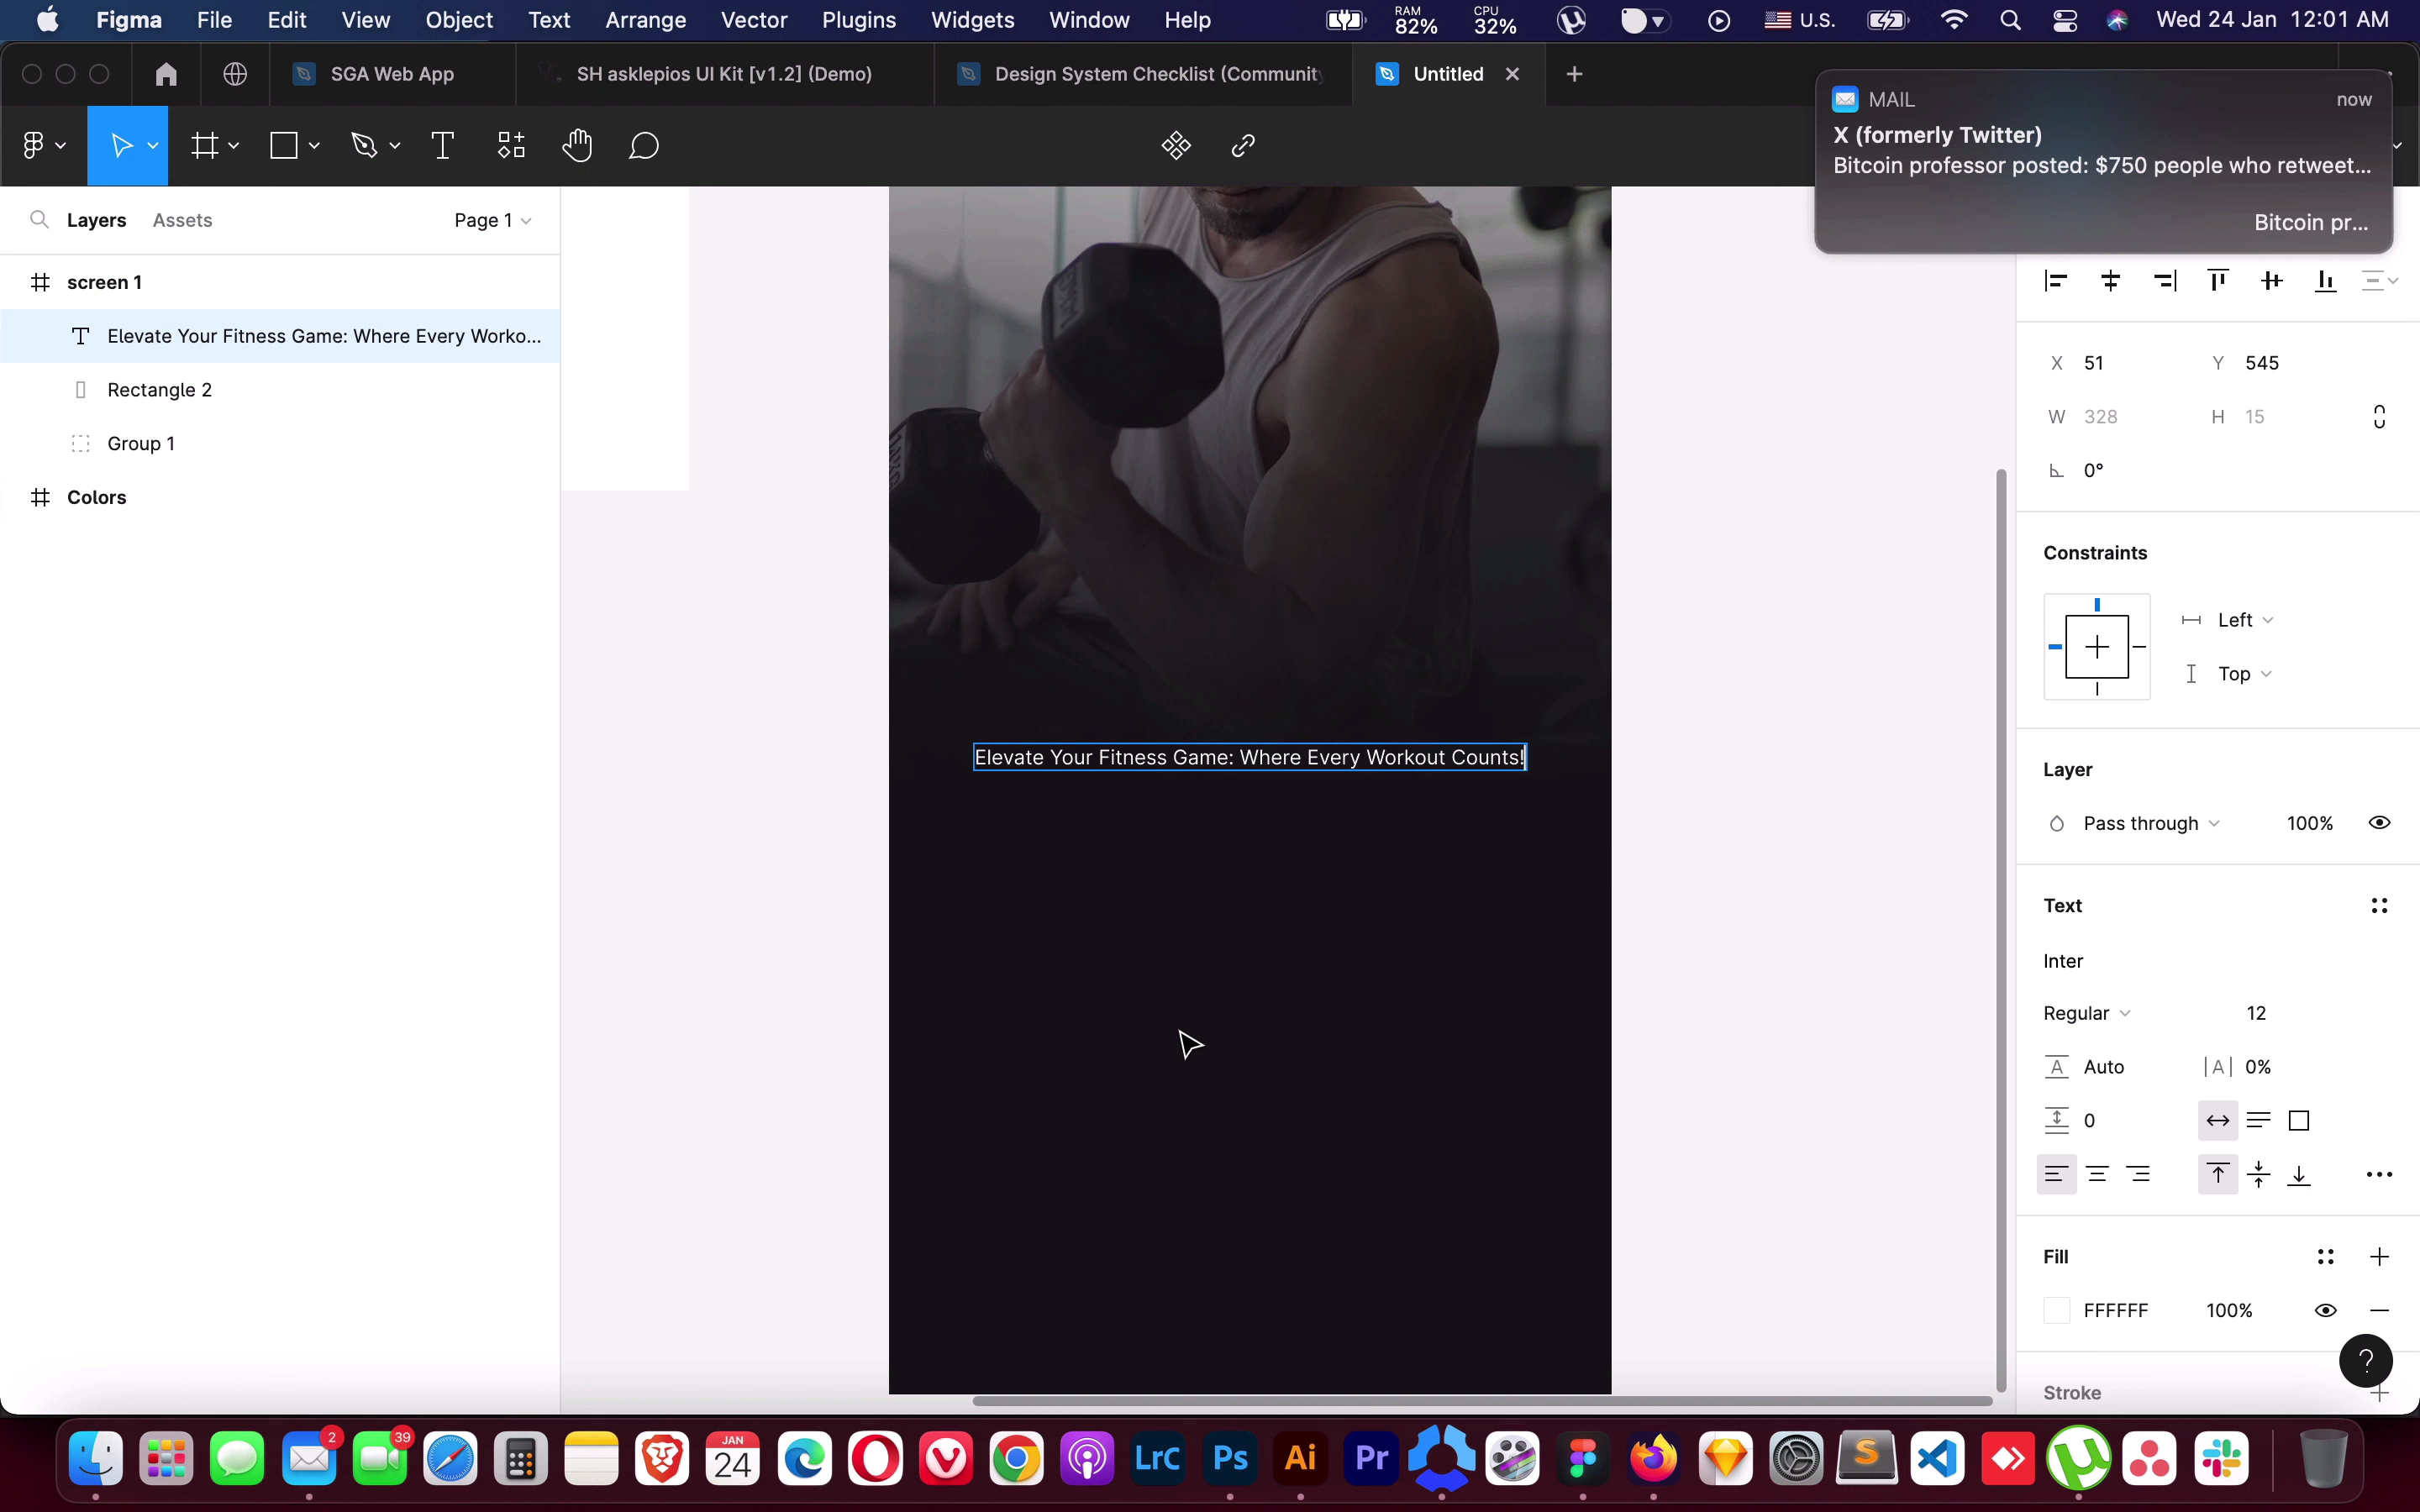 Figma File Edit View Object Text Arrange Vector Plugins Widgets Window Help RAM 82% CPU 32% U.S. Wed 24 Jan 12:01 AM
SGA Web App SH asklepios UI Kit [v1.2] (Demo) Design System Checklist (Community Untitled
MAIL now
X (formerly Twitter)
Bitcoin professor posted: $750 people who retweet...
Bitcoin pr...
Layers Assets Page 1
screen 1
Elevate Your Fitness Game: Where Every Worko...
Rectangle 2
Group 1
Colors
Elevate Your Fitness Game: Where Every Workout Counts!
X 51 Y 545
W 328 H 15
0°
Constraints
Left
Top
Layer
Pass through 100%
Text
Inter
Regular 12
A Auto |A| 0%
0
Fill
FFFFFF 100%
?
Stroke
2 39 JAN 24 LrC Ps Ai Pr S